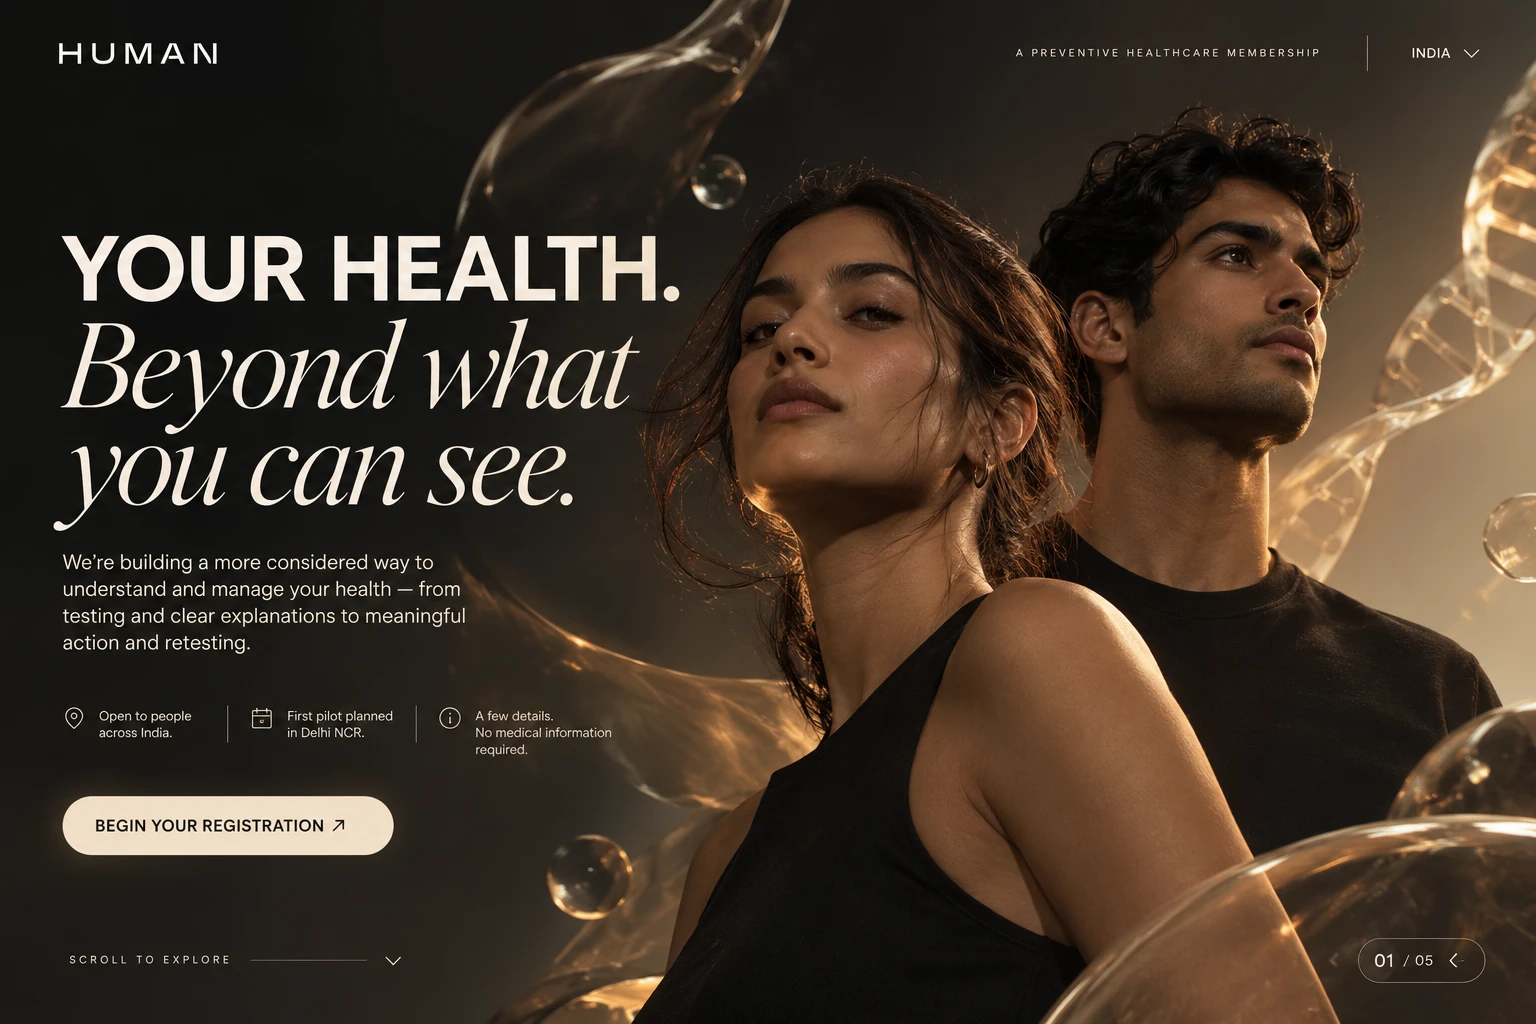 HUMAN
A PREVENTIVE HEALTHCARE MEMBERSHIP
INDIA
YOUR HEALTH.
Beyond what
you can see.
We’re building a more considered way to
understand and manage your health — from
testing and clear explanations to meaningful
action and retesting.
Open to people
across India.
First pilot planned
in Delhi NCR.
A few details.
No medical information
required.
BEGIN YOUR REGISTRATION ↗
SCROLL TO EXPLORE
01 / 05